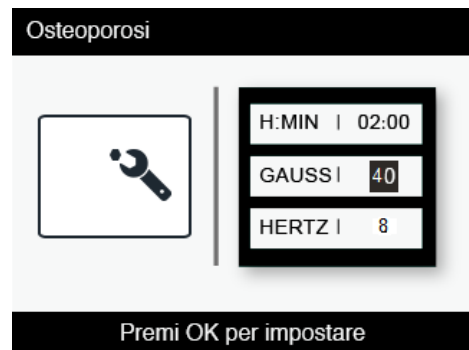 Osteoporosi
H:MIN | 02:00
GAUSS | 40
HERTZ | 8
Premi OK per impostare